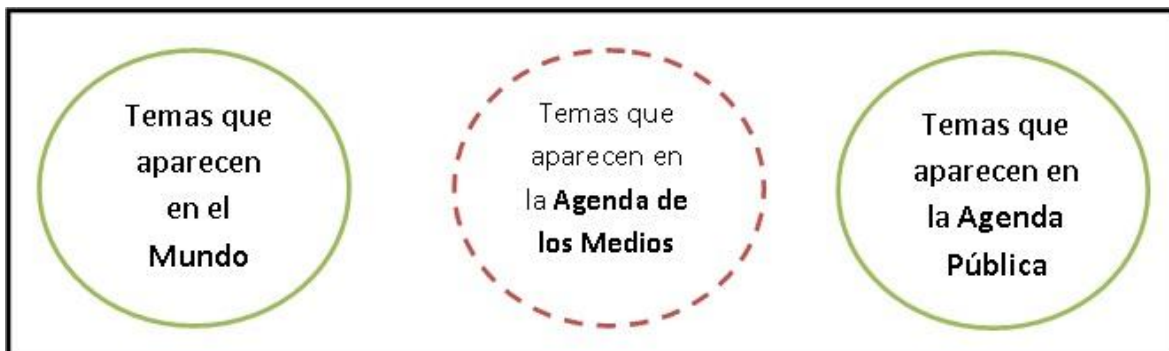 Temas que
aparecen
en el
Mundo
Temas que
aparecen en
la Agenda de
los Medios
Temas que
aparecen en
la Agenda
Pública